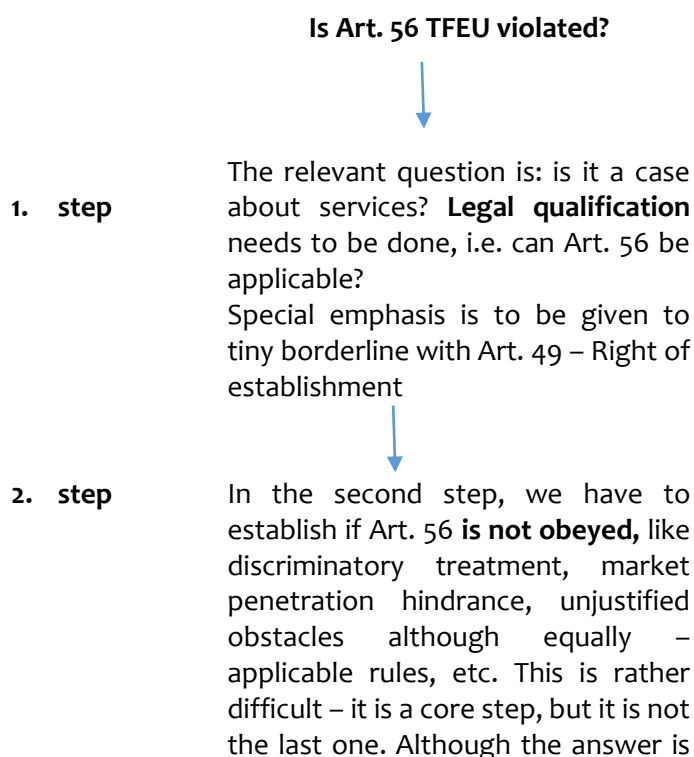 Is Art. 56 TFEU violated?
The relevant question is: is it a case
1. step about services? Legal qualification
needs to be done, i.e. can Art. 56 be
applicable?
Special emphasis is to be given to
tiny borderline with Art. 49 – Right of
establishment
2. step In the second step, we have to
establish if Art. 56 is not obeyed, like
discriminatory treatment, market
penetration hindrance, unjustified
obstacles although equally –
applicable rules, etc. This is rather
difficult – it is a core step, but it is not
the last one. Although the answer is